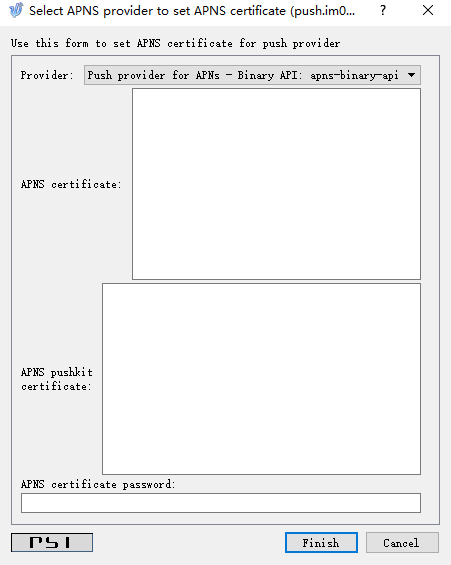 Select APNS provider to set APNS certificate (push.im0...
?
Use this form to set APNS certificate for push provider
Provider:
Push provider for APNs - Binary API: apns-binary-api
APNS certificate:
APNS pushkit
certificate:
APNS certificate password:
PSI
Finish
Cancel